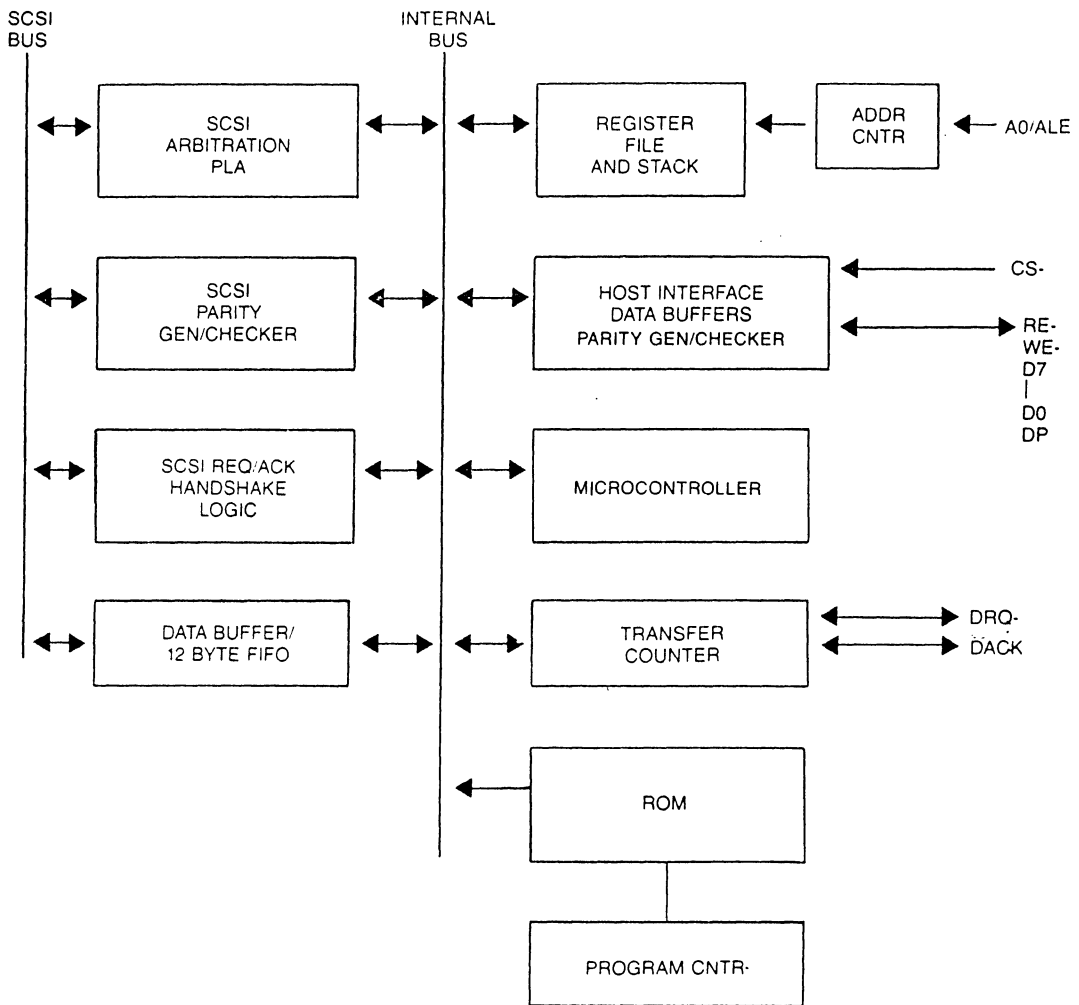 SCSI
BUS
INTERNAL
BUS
SCSI
ARBITRATION
PLA
REGISTER
FILE
AND STACK
ADDR
CNTR
A0/ALE
SCSI
PARITY
GEN/CHECKER
HOST INTERFACE
DATA BUFFERS
PARITY GEN/CHECKER
CS-
RE-
WE-
D7
|
D0
DP
SCSI REQ/ACK
HANDSHAKE
LOGIC
MICROCONTROLLER
DATA BUFFER/
12 BYTE FIFO
TRANSFER
COUNTER
DRQ-
DACK
ROM
PROGRAM CNTR-